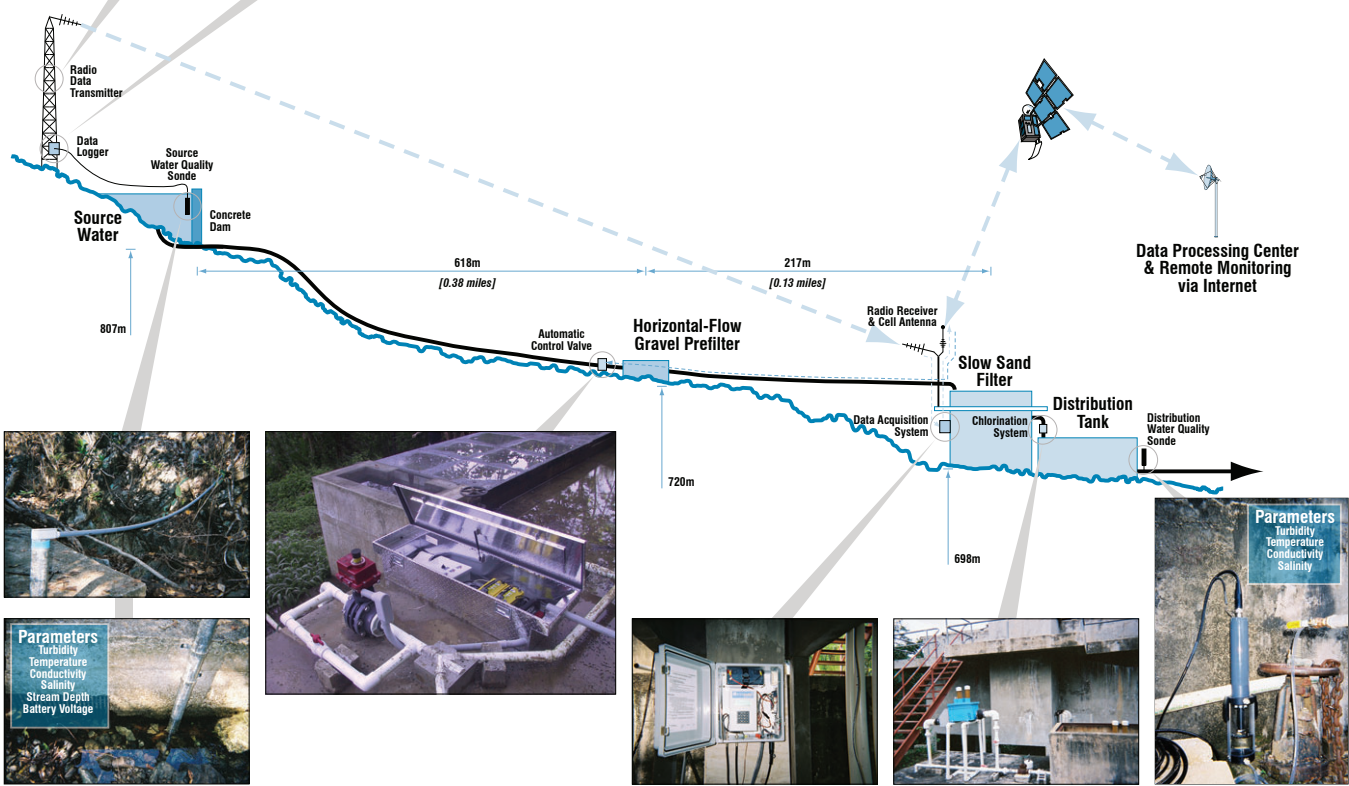 Radio
Data
Transmitter
Data
Logger
Source
Water Quality
Sonde
Source
Water
Concrete
Dam
807m
618m
[0.38 miles]
217m
[0.13 miles]
Automatic
Control Valve
Horizontal-Flow
Gravel Prefilter
720m
Radio Receiver
& Cell Antenna
Slow Sand
Filter
Data Acquisition
System
Chlorination
System
Distribution
Tank
Distribution
Water Quality
Sonde
698m
Data Processing Center
& Remote Monitoring
via Internet
Parameters
Turbidity
Temperature
Conductivity
Salinity
Stream Depth
Battery Voltage
Parameters
Turbidity
Temperature
Conductivity
Salinity